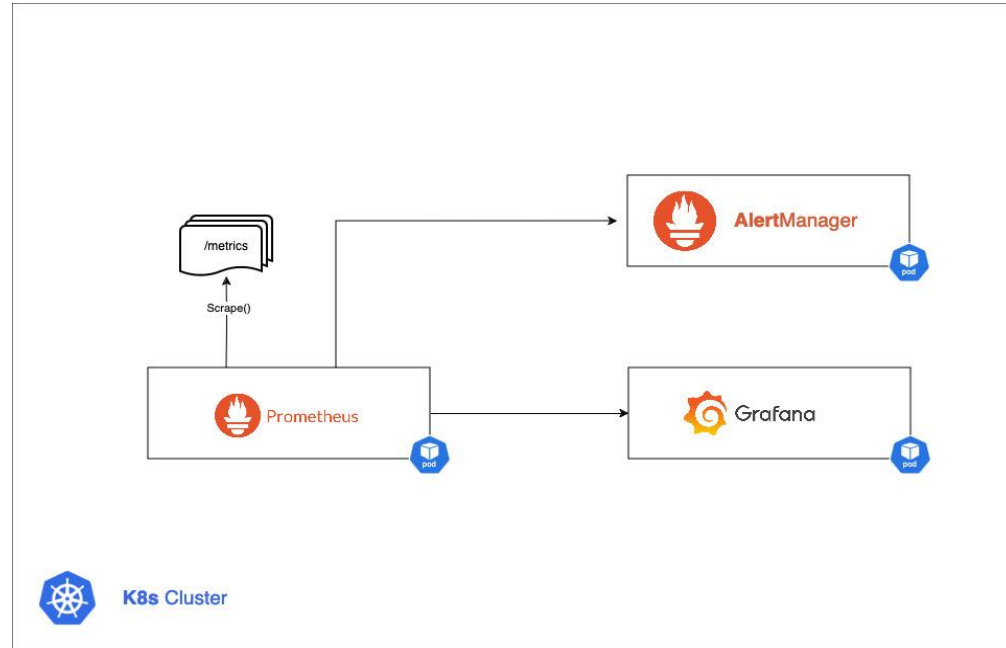 /metrics
Scrape()
AlertManager
pod
Prometheus
pod
Grafana
pod
K8s Cluster